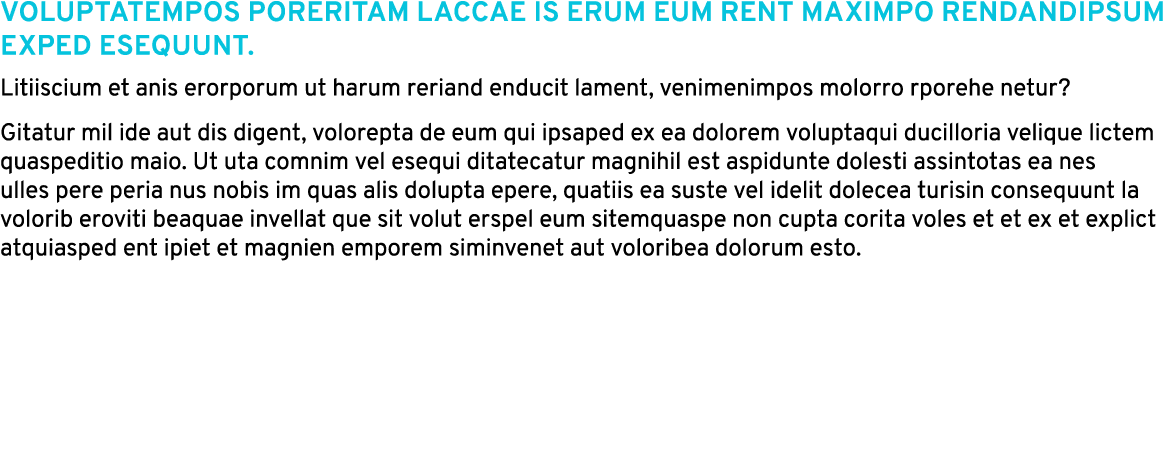 VOLUPTATEMPOS PORERITAM LACCAE IS ERUM EUM RENT MAXIMPO RENDANDIPSUM
EXPED ESEQUUNT.
Litiiscium et anis erorporum ut harum reriand enducit lament, venimenimpos molorro rporehe netur?
Gitatur mil ide aut dis digent, volorepta de eum qui ipsaped ex ea dolorem voluptaqui ducilloria velique lictem
quaspeditio maio. Ut uta comnim vel esequi ditatecatur magnihil est aspidunte dolesti assintotas ea nes
ulles pere peria nus nobis im quas alis dolupta epere, quatiis ea suste vel idelit dolecea turisin consequunt la
volorib eroviti beaquae invellat que sit volut erspel eum sitemquaspe non cupta corita voles et et ex et explict
atquiasped ent ipiet et magnien emporem siminvenet aut voloribea dolorum esto.